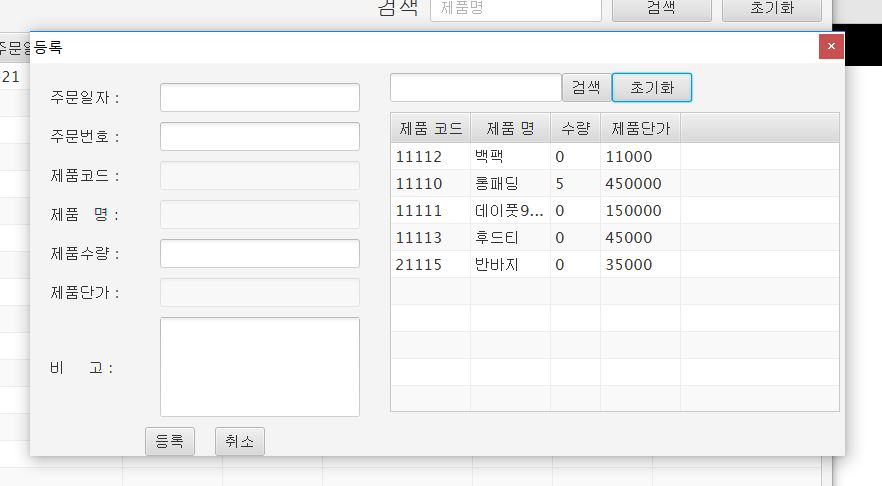 검색 제품명 검색 초기화
주문일
21
등록 ×
주문일자 :
주문번호 :
제품코드 :
제품 명 :
제품수량 :
제품단가 :
비 고 :
등록 취소
검색 초기화
제품 코드 제품 명 수량 제품단가
11112 백팩 0 11000
11110 롱패딩 5 450000
11111 데이풋9... 0 150000
11113 후드티 0 45000
21115 반바지 0 35000